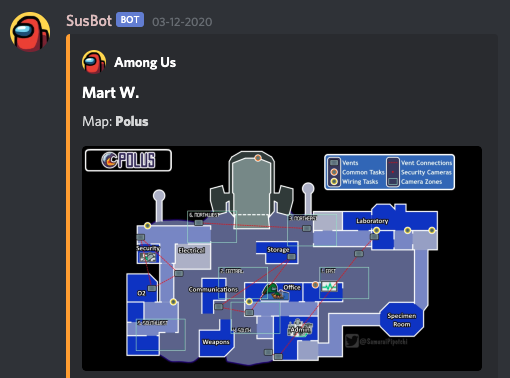 SusBot BOT 03-12-2020
Among Us
Mart W.
Map: Polus
POLUS
Vents Vent Connections
Common Tasks Security Cameras
Wiring Tasks Camera Zones
Laboratory
Security
Electrical
Storage
O2
Communications
Office
Specimen
Room
Weapons
Admin